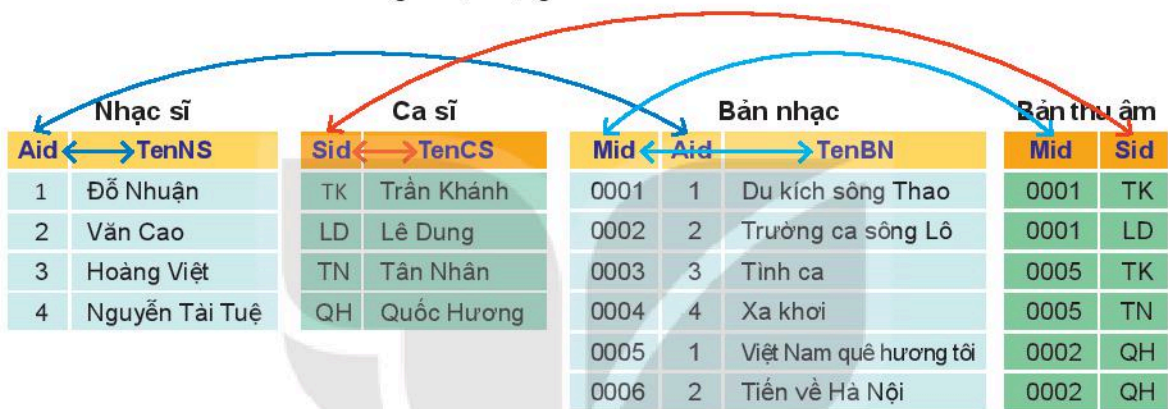 Nhạc sĩ Ca sĩ Bản nhạc Bản thu âm
Aid TenNS Sid TenCS Mid Aid TenBN Mid Sid
1 Đỗ Nhuận TK Trần Khánh 0001 1 Du kích sông Thao 0001 TK
2 Văn Cao LD Lê Dung 0002 2 Trường ca sông Lô 0001 LD
3 Hoàng Việt TN Tân Nhân 0003 3 Tình ca 0005 TK
4 Nguyễn Tài Tuệ QH Quốc Hương 0004 4 Xa khơi 0005 TN
0005 1 Việt Nam quê hương tôi 0002 QH
0006 2 Tiến về Hà Nội 0002 QH